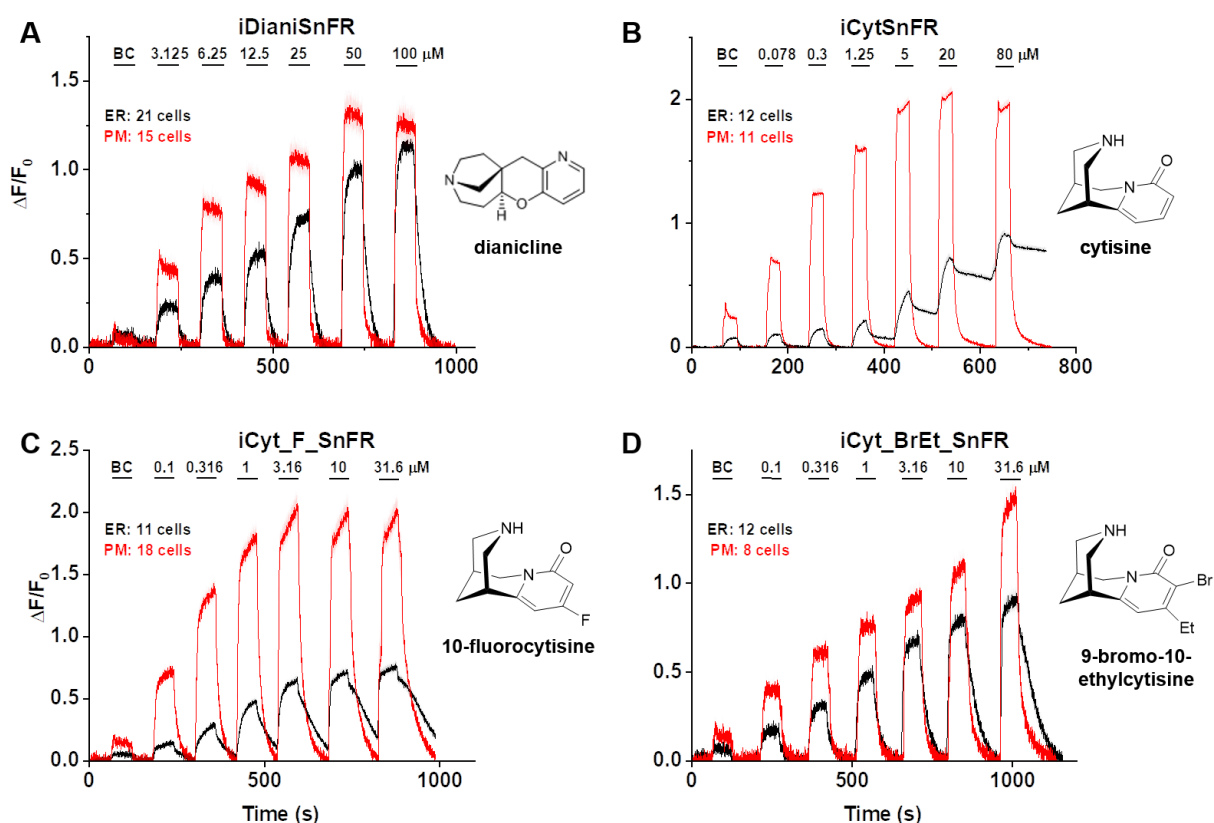 A
iDianiSnFR
BC 3.125 6.25 12.5 25 50 100 μM
1.5
1.0
0.5
0.0
ΔF/F0
ER: 21 cells
PM: 15 cells
0 500 1000
N
N
O
H
dianicline
B
iCytSnFR
BC 0.078 0.3 1.25 5 20 80 μM
2
1
0
ER: 12 cells
PM: 11 cells
0 200 400 600 800
NH
O
N
cytisine
C
iCyt_F_SnFR
BC 0.1 0.316 1 3.16 10 31.6 μM
2.5
2.0
1.5
1.0
0.5
0.0
ΔF/F0
ER: 11 cells
PM: 18 cells
0 500 1000
Time (s)
NH
O
N
F
10-fluorocytisine
D
iCyt_BrEt_SnFR
BC 0.1 0.316 1 3.16 10 31.6 μM
1.5
1.0
0.5
0.0
ER: 12 cells
PM: 8 cells
0 500 1000
Time (s)
NH
O
N
Br
Et
9-bromo-10-
ethylcytisine